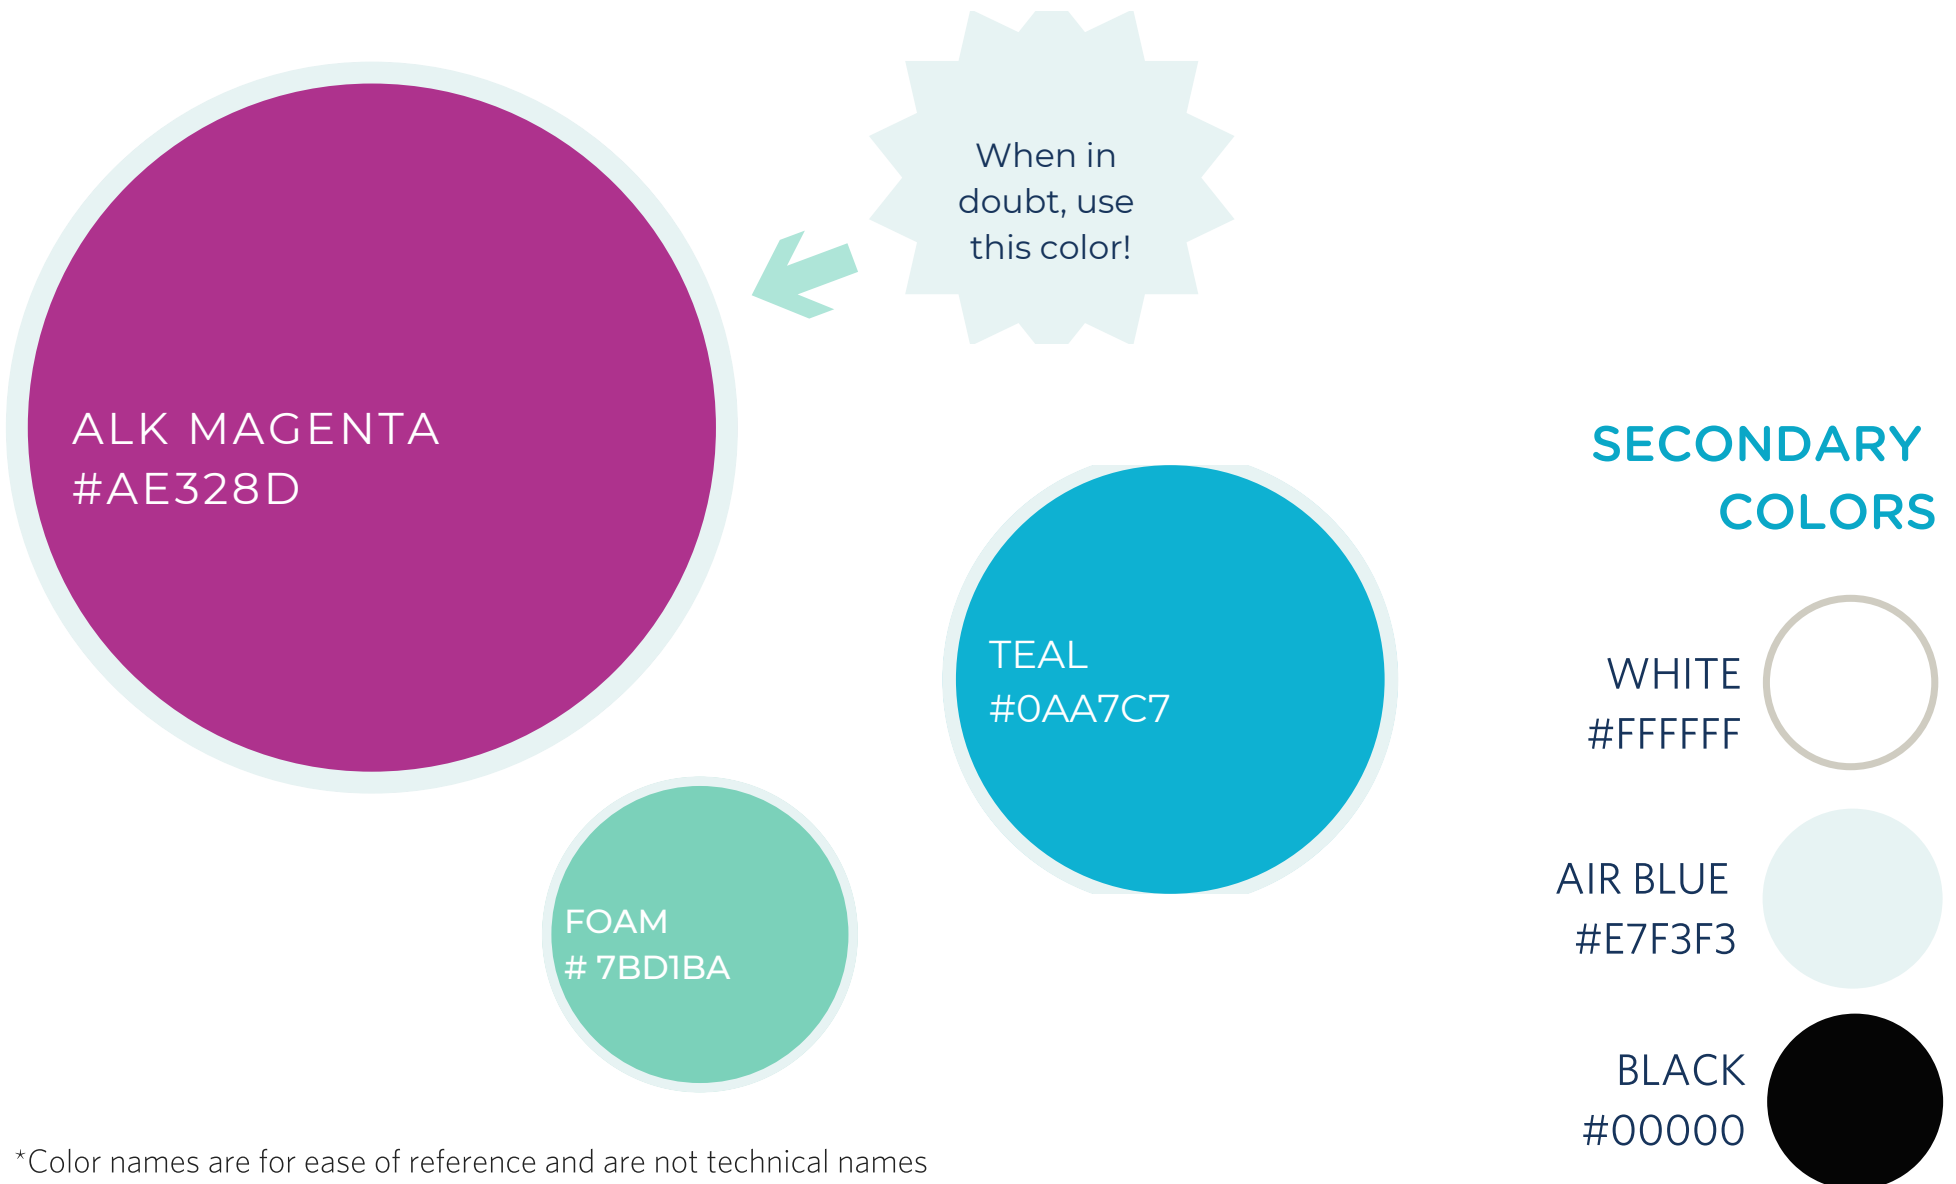 When in
doubt, use
this color!
ALK MAGENTA
#AE328D
SECONDARY
COLORS
TEAL
#0AA7C7
WHITE
#FFFFFF
AIR BLUE
#E7F3F3
FOAM
# 7BD1BA
BLACK
#00000
*Color names are for ease of reference and are not technical names